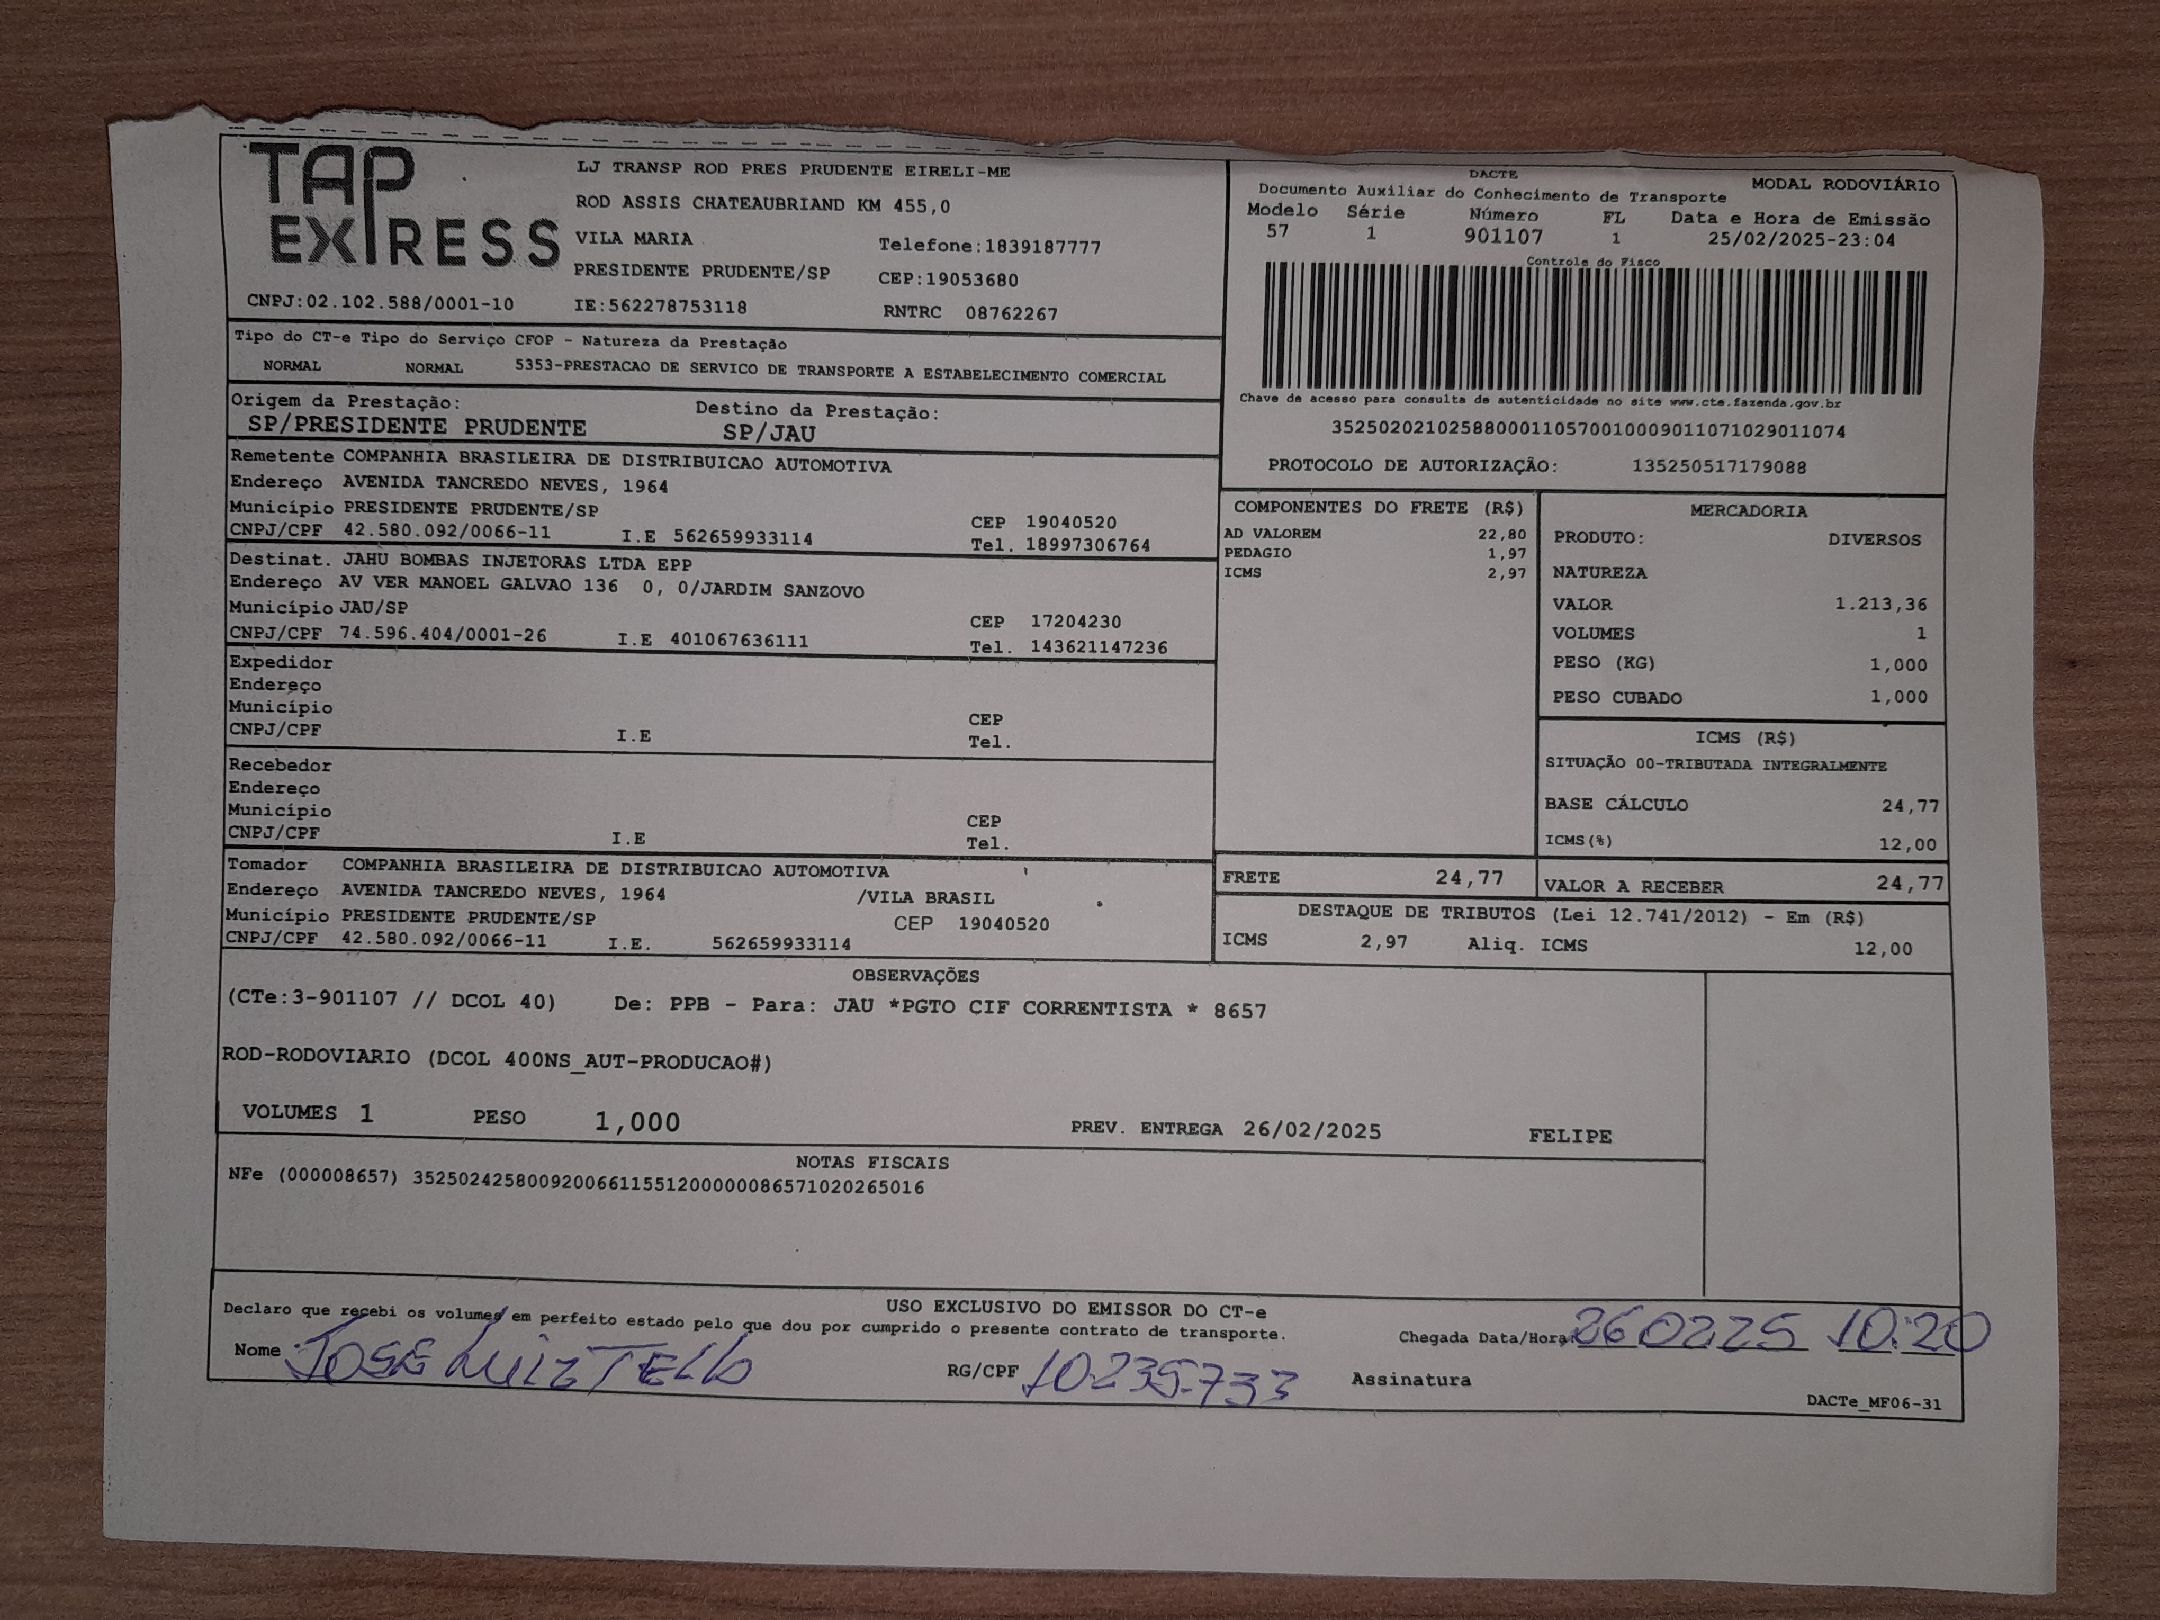 TAP EXPRESS
LJ TRANSP ROD PRES PRUDENTE EIRELI-ME
ROD ASSIS CHATEAUBRIAND KM 455,0
VILA MARIA Telefone:1839187777
PRESIDENTE PRUDENTE/SP CEP:19053680
CNPJ:02.102.588/0001-10 IE:562278753118 RNTRC 08762267
DACTE
Documento Auxiliar do Conhecimento de Transporte MODAL RODOVIÁRIO
Modelo Série Número FL Data e Hora de Emissão
57 1 901107 1 25/02/2025-23:04
Controle do Fisco
Chave de acesso para consulta de autenticidade no site www.cte.fazenda.gov.br
35250202102588000110570010009011071029011074
PROTOCOLO DE AUTORIZAÇÃO: 135250517179088
Tipo do CT-e Tipo do Serviço CFOP - Natureza da Prestação
NORMAL NORMAL 5353-PRESTACAO DE SERVICO DE TRANSPORTE A ESTABELECIMENTO COMERCIAL
Origem da Prestação: Destino da Prestação:
SP/PRESIDENTE PRUDENTE SP/JAU
Remetente COMPANHIA BRASILEIRA DE DISTRIBUICAO AUTOMOTIVA
Endereço AVENIDA TANCREDO NEVES, 1964
Município PRESIDENTE PRUDENTE/SP CEP 19040520
CNPJ/CPF 42.580.092/0066-11 I.E 562659933114 Tel. 18997306764
Destinat. JAHU BOMBAS INJETORAS LTDA EPP
Endereço AV VER MANOEL GALVAO 136 0, 0/JARDIM SANZOVO
Município JAU/SP CEP 17204230
CNPJ/CPF 74.596.404/0001-26 I.E 401067636111 Tel. 143621147236
Expedidor
Endereço
Município CEP
CNPJ/CPF I.E Tel.
Recebedor
Endereço
Município CEP
CNPJ/CPF I.E Tel.
Tomador COMPANHIA BRASILEIRA DE DISTRIBUICAO AUTOMOTIVA
Endereço AVENIDA TANCREDO NEVES, 1964 /VILA BRASIL
Município PRESIDENTE PRUDENTE/SP CEP 19040520
CNPJ/CPF 42.580.092/0066-11 I.E. 562659933114
COMPONENTES DO FRETE (R$)
AD VALOREM 22,80
PEDAGIO 1,97
ICMS 2,97
MERCADORIA
PRODUTO: DIVERSOS
NATUREZA
VALOR 1.213,36
VOLUMES 1
PESO (KG) 1,000
PESO CUBADO 1,000
ICMS (R$)
SITUAÇÃO 00-TRIBUTADA INTEGRALMENTE
BASE CÁLCULO 24,77
ICMS(%) 12,00
FRETE 24,77 VALOR A RECEBER 24,77
DESTAQUE DE TRIBUTOS (Lei 12.741/2012) - Em (R$)
ICMS 2,97 Aliq. ICMS 12,00
OBSERVAÇÕES
(CTe:3-901107 // DCOL 40) De: PPB - Para: JAU *PGTO CIF CORRENTISTA * 8657
ROD-RODOVIARIO (DCOL 400NS_AUT-PRODUCAO#)
VOLUMES 1 PESO 1,000 PREV. ENTREGA 26/02/2025 FELIPE
NOTAS FISCAIS
NFe (000008657) 35250242580092006611551200000086571020265016
USO EXCLUSIVO DO EMISSOR DO CT-e
Declaro que recebi os volumes em perfeito estado pelo que dou por cumprido o presente contrato de transporte. Chegada Data/Hora: 260225 10:20
Nome JOSE LUIZ TELLO RG/CPF 10.235.733 Assinatura
DACTe_MF06-31